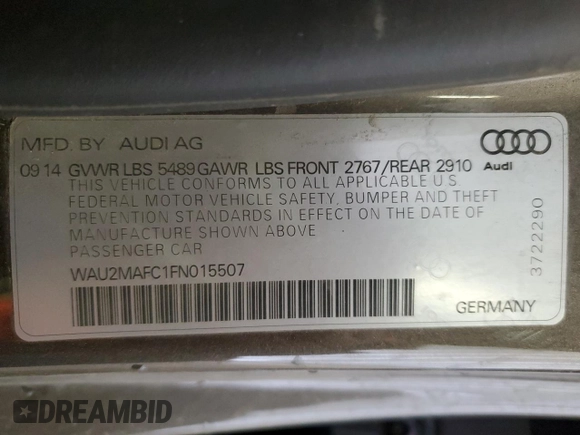 MFD. BY AUDI AG
09 14 GVWR LBS 5489 GAWR LBS FRONT 2767/REAR 2910
Audi
THIS VEHICLE CONFORMS TO ALL APPLICABLE U S
FEDERAL MOTOR VEHICLE SAFETY, BUMPER AND THEFT
PREVENTION STANDARDS IN EFFECT ON THE DATE OF
MANUFACTURE SHOWN ABOVE
PASSENGER CAR
WAU2MAFC1FN015507
3722290
GERMANY
DREAMBID